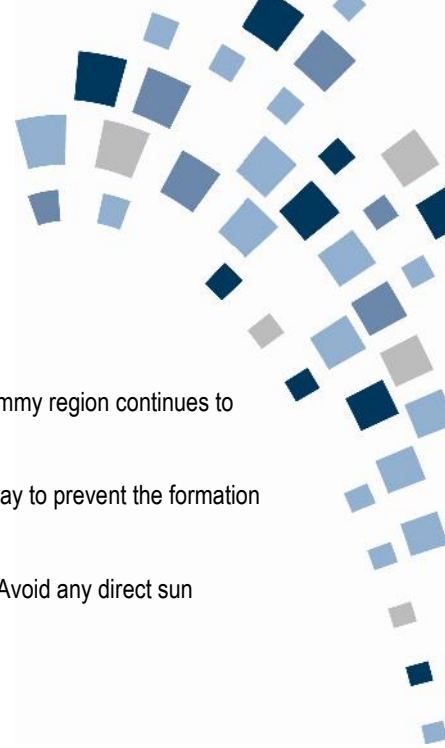 mmy region continues to
ay to prevent the formation
Avoid any direct sun